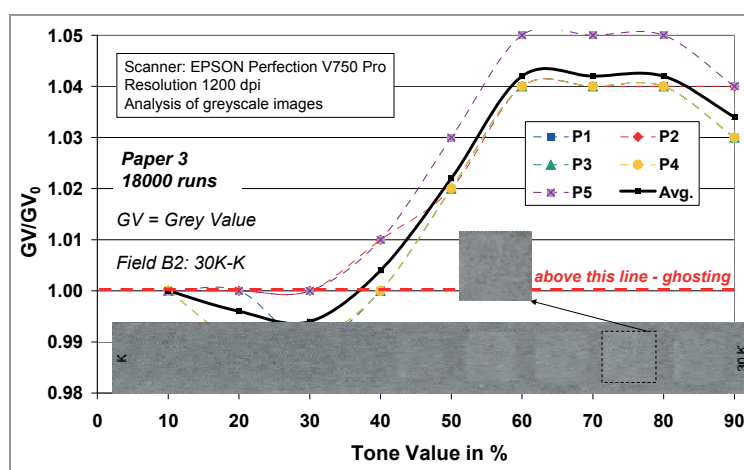 1.05
1.04
1.03
1.02
1.01
1.00
0.99
0.98
GV/GV0
Scanner: EPSON Perfection V750 Pro
Resolution 1200 dpi
Analysis of greyscale images
Paper 3
18000 runs
GV = Grey Value
Field B2: 30K-K
P1 P2
P3 P4
P5 Avg.
above this line - ghosting
K
30 K
0 10 20 30 40 50 60 70 80 90
Tone Value in %